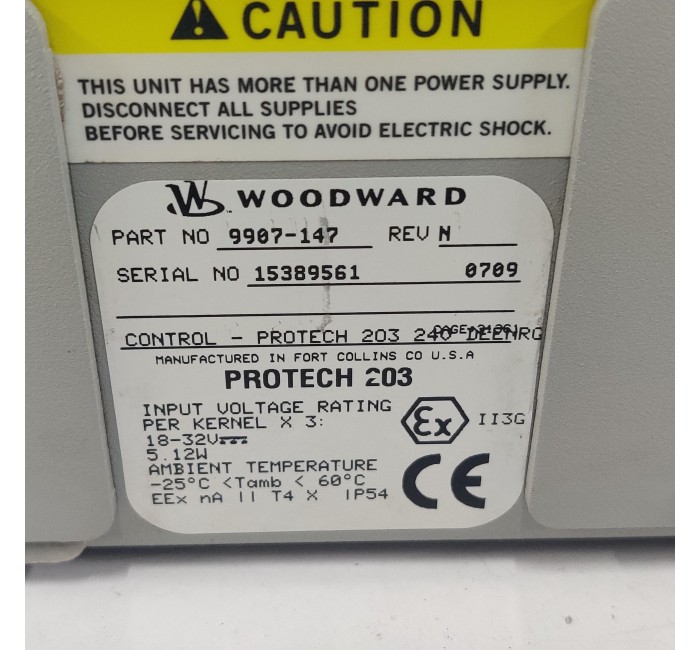 CAUTION
THIS UNIT HAS MORE THAN ONE POWER SUPPLY.
DISCONNECT ALL SUPPLIES
BEFORE SERVICING TO AVOID ELECTRIC SHOCK.
WOODWARD
PART NO 9907-147 REV N
SERIAL NO 15389561 0709
CONTROL - PROTECH 203 240
MANUFACTURED IN FORT COLLINS CO U.S.A
PROTECH 203
INPUT VOLTAGE RATING
PER KERNEL X 3:
18-32V⎓
5.12W
AMBIENT TEMPERATURE
-25°C <Tamb < 60°C
EEx nA II T4 X IP54
Ex II3G
CE